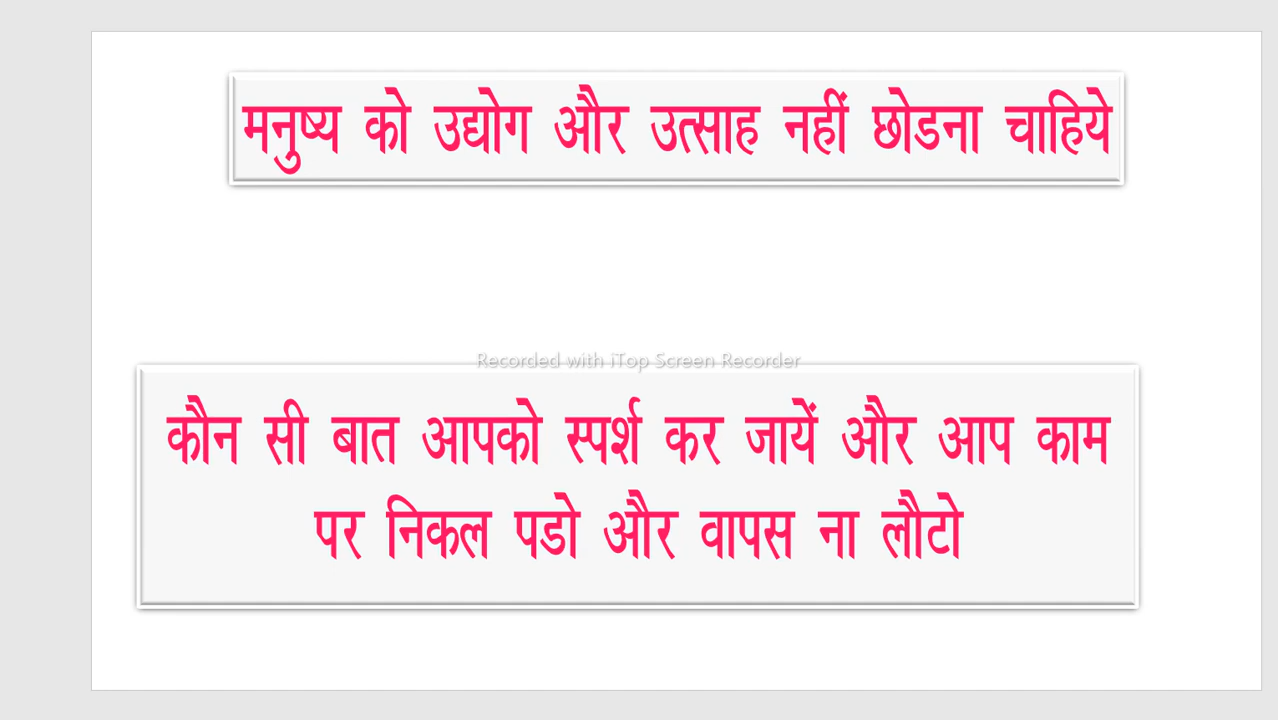 मनुष्य को उद्योग और उत्साह नहीं छोडना चाहिये
Recorded with iTop Screen Recorder
कौन सी बात आपको स्पर्श कर जायें और आप काम
पर निकल पडो और वापस ना लौटो